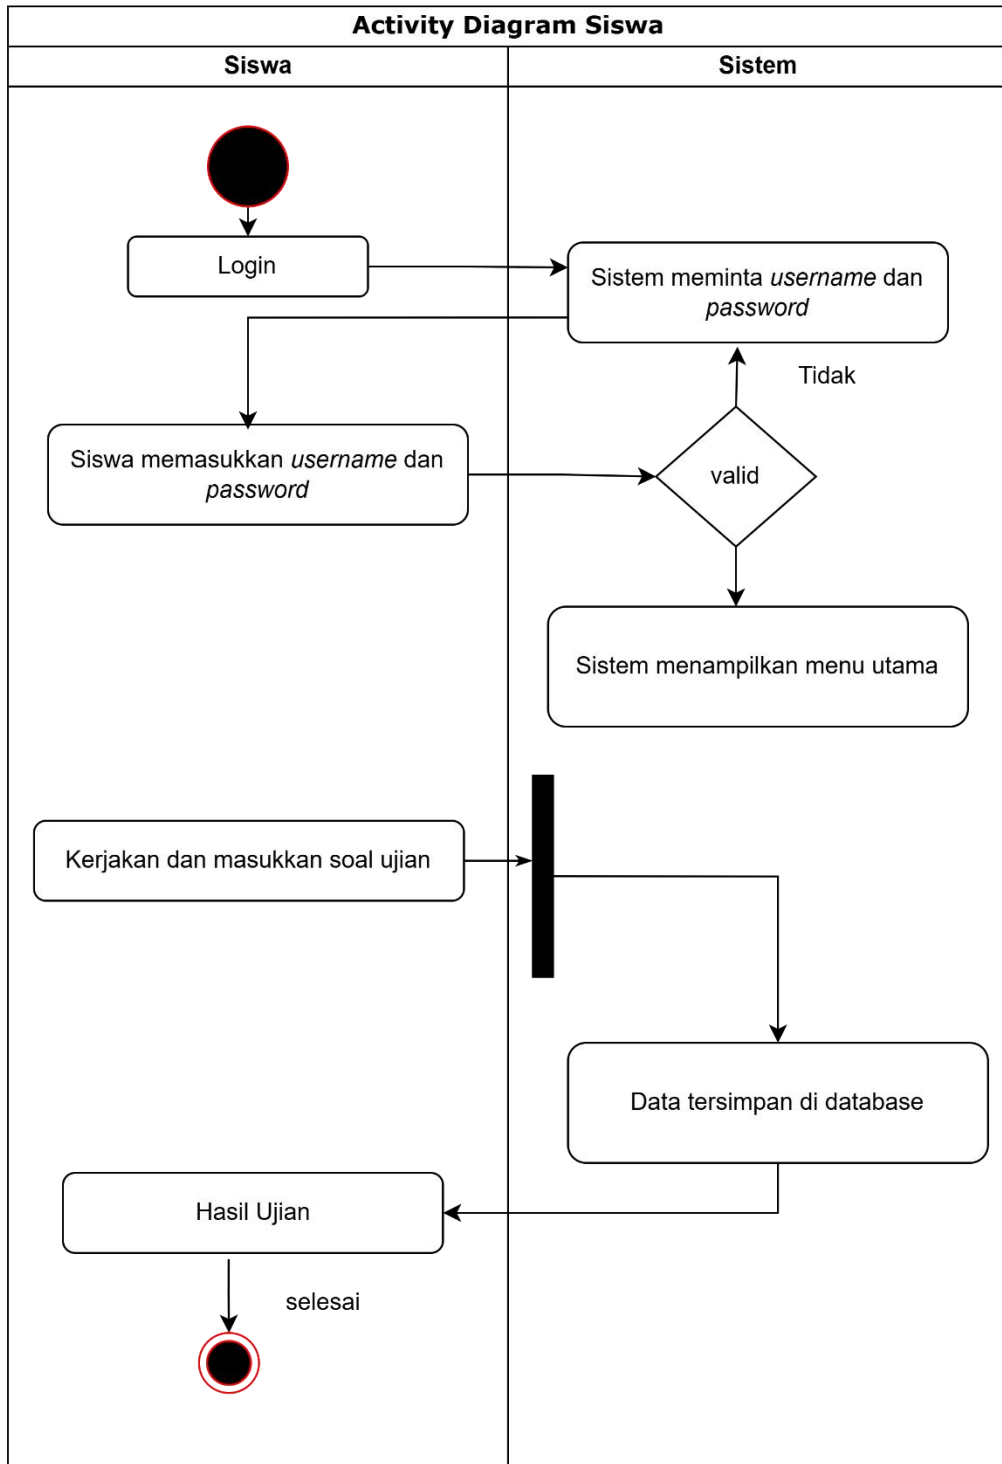 Activity Diagram Siswa
Siswa
Sistem
Login
Sistem meminta username dan
password
Tidak
Siswa memasukkan username dan
password
valid
Sistem menampilkan menu utama
Kerjakan dan masukkan soal ujian
Data tersimpan di database
Hasil Ujian
selesai